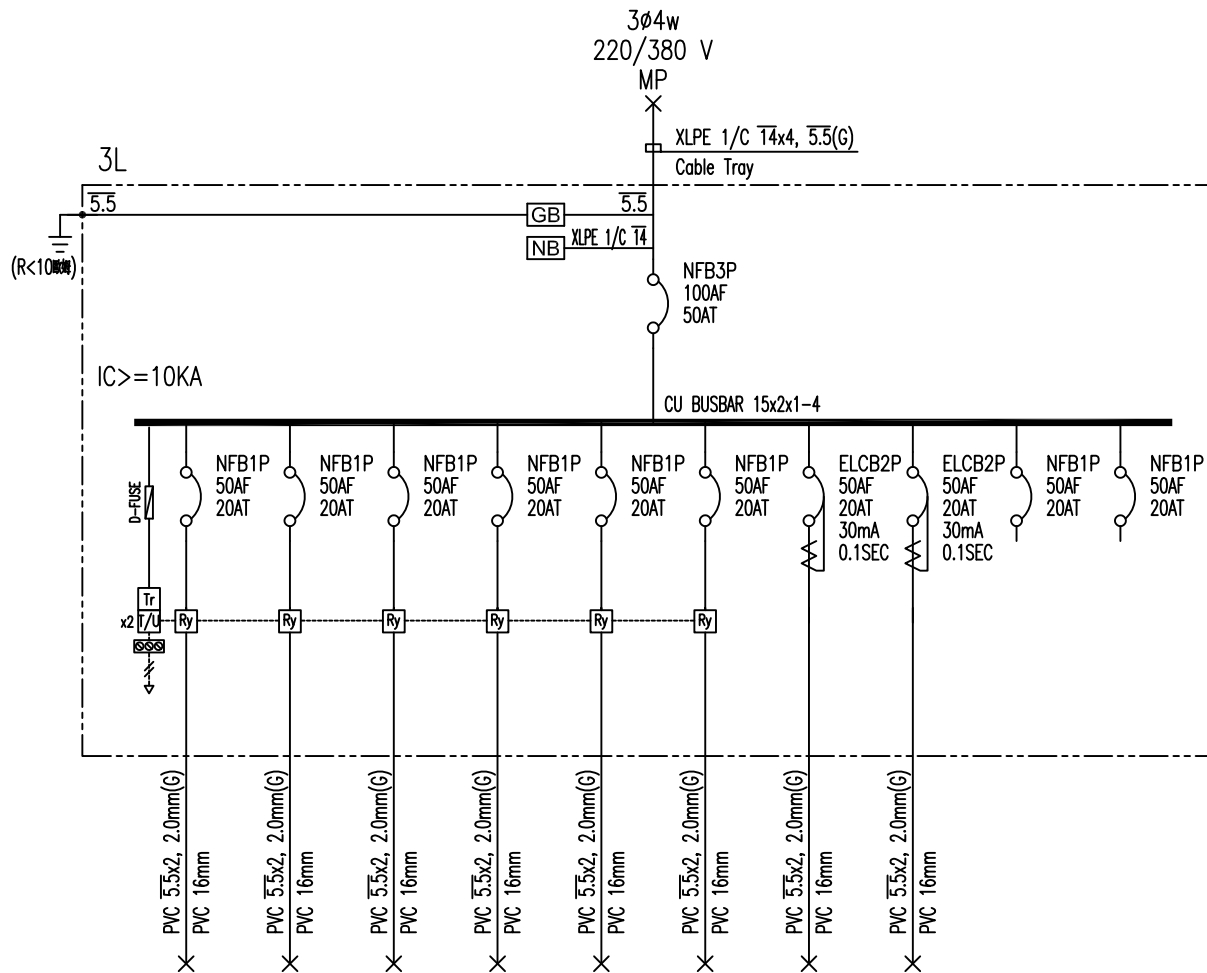 3ø4w
220/380 V
MP
XLPE 1/C 14x4, 5.5(G)
Cable Tray
3L
5.5
GB
5.5
NB
XLPE 1/C 14
(R<10
NFB3P
100AF
50AT
IC>=10KA
CU BUSBAR 15x2x1-4
D-FUSE
NFB1P
50AF
20AT
NFB1P
50AF
20AT
NFB1P
50AF
20AT
NFB1P
50AF
20AT
NFB1P
50AF
20AT
NFB1P
50AF
20AT
ELCB2P
50AF
20AT
30mA
0.1SEC
ELCB2P
50AF
20AT
30mA
0.1SEC
NFB1P
50AF
20AT
NFB1P
50AF
20AT
Tr
x2 T/U
Ry
Ry
Ry
Ry
Ry
Ry
PVC 5.5x2, 2.0mm(G)
PVC 16mm
PVC 5.5x2, 2.0mm(G)
PVC 16mm
PVC 5.5x2, 2.0mm(G)
PVC 16mm
PVC 5.5x2, 2.0mm(G)
PVC 16mm
PVC 5.5x2, 2.0mm(G)
PVC 16mm
PVC 5.5x2, 2.0mm(G)
PVC 16mm
PVC 5.5x2, 2.0mm(G)
PVC 16mm
PVC 5.5x2, 2.0mm(G)
PVC 16mm